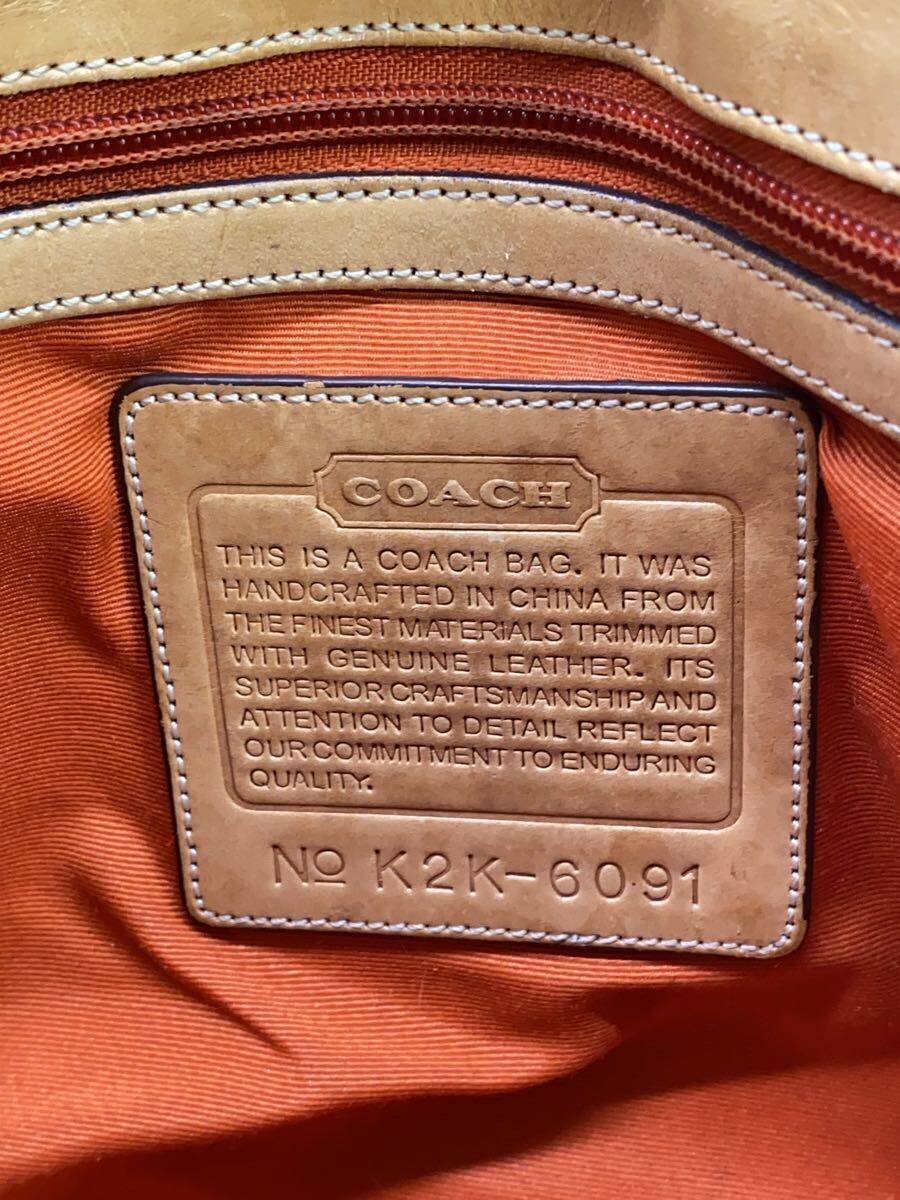 COACH
THIS IS A COACH BAG. IT WAS
HANDCRAFTED IN CHINA FROM
THE FINEST MATERIALS TRIMMED
WITH GENUINE LEATHER. ITS
SUPERIOR CRAFTSMANSHIP AND
ATTENTION TO DETAIL REFLECT
OUR COMMITMENT TO ENDURING
QUALITY.
No K2K-6091